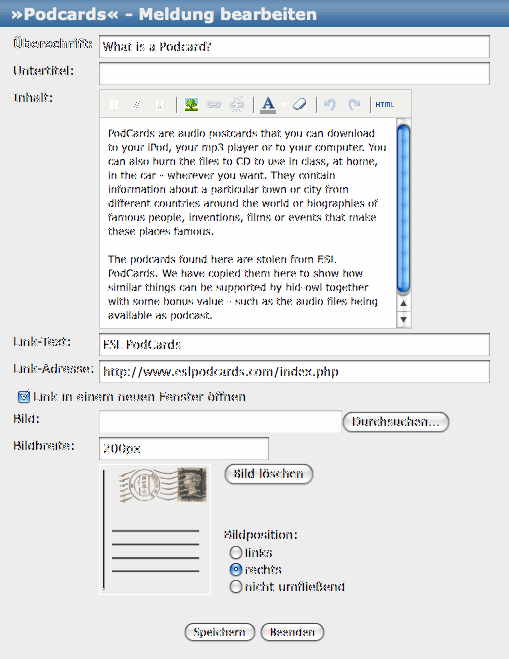 »Podcards« - Meldung bearbeiten
Überschrift: What is a Podcard?
Untertitel:
Inhalt:
B I U A HTML
PodCards are audio postcards that you can download
to your iPod, your mp3 player or to your computer. You
can also burn the files to CD to use in class, at home,
in the car - wherever you want. They contain
information about a particular town or city from
different countries around the world or biographies of
famous people, inventions, films or events that make
these places famous.
The podcards found here are stolen from ESL
PodCards. We have copied them here to show how
similar things can be supported by bid-owl together
with some bonus value - such as the audio files being
available as podcast.
Link-Text: ESL PodCards
Link-Adresse: http://www.eslpodcards.com/index.php
Link in einem neuen Fenster öffnen
Bild: Durchsuchen...
Bildbreite: 200px
Bild löschen
Bildposition:
links
rechts
nicht umfließend
Speichern Beenden